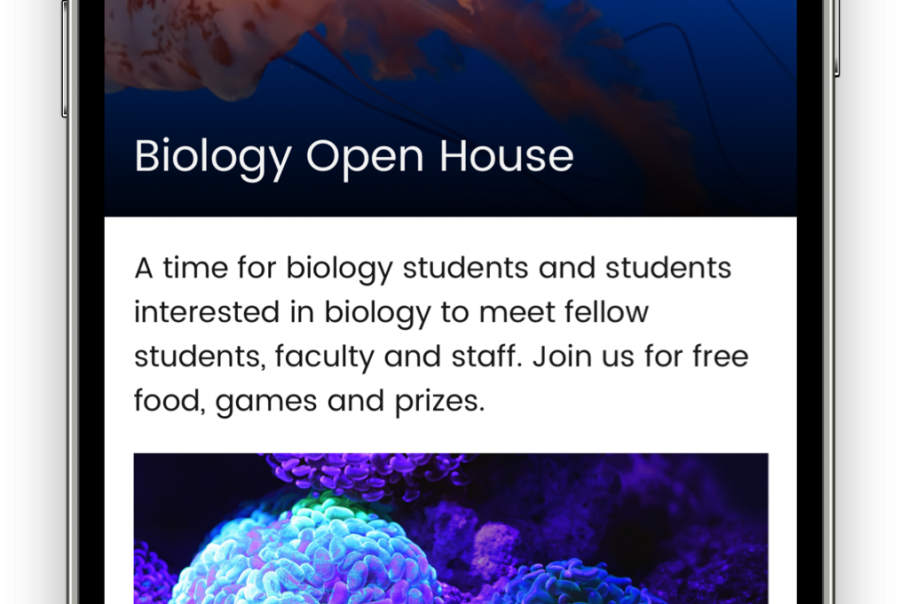 Biology Open House
A time for biology students and students
interested in biology to meet fellow
students, faculty and staff. Join us for free
food, games and prizes.